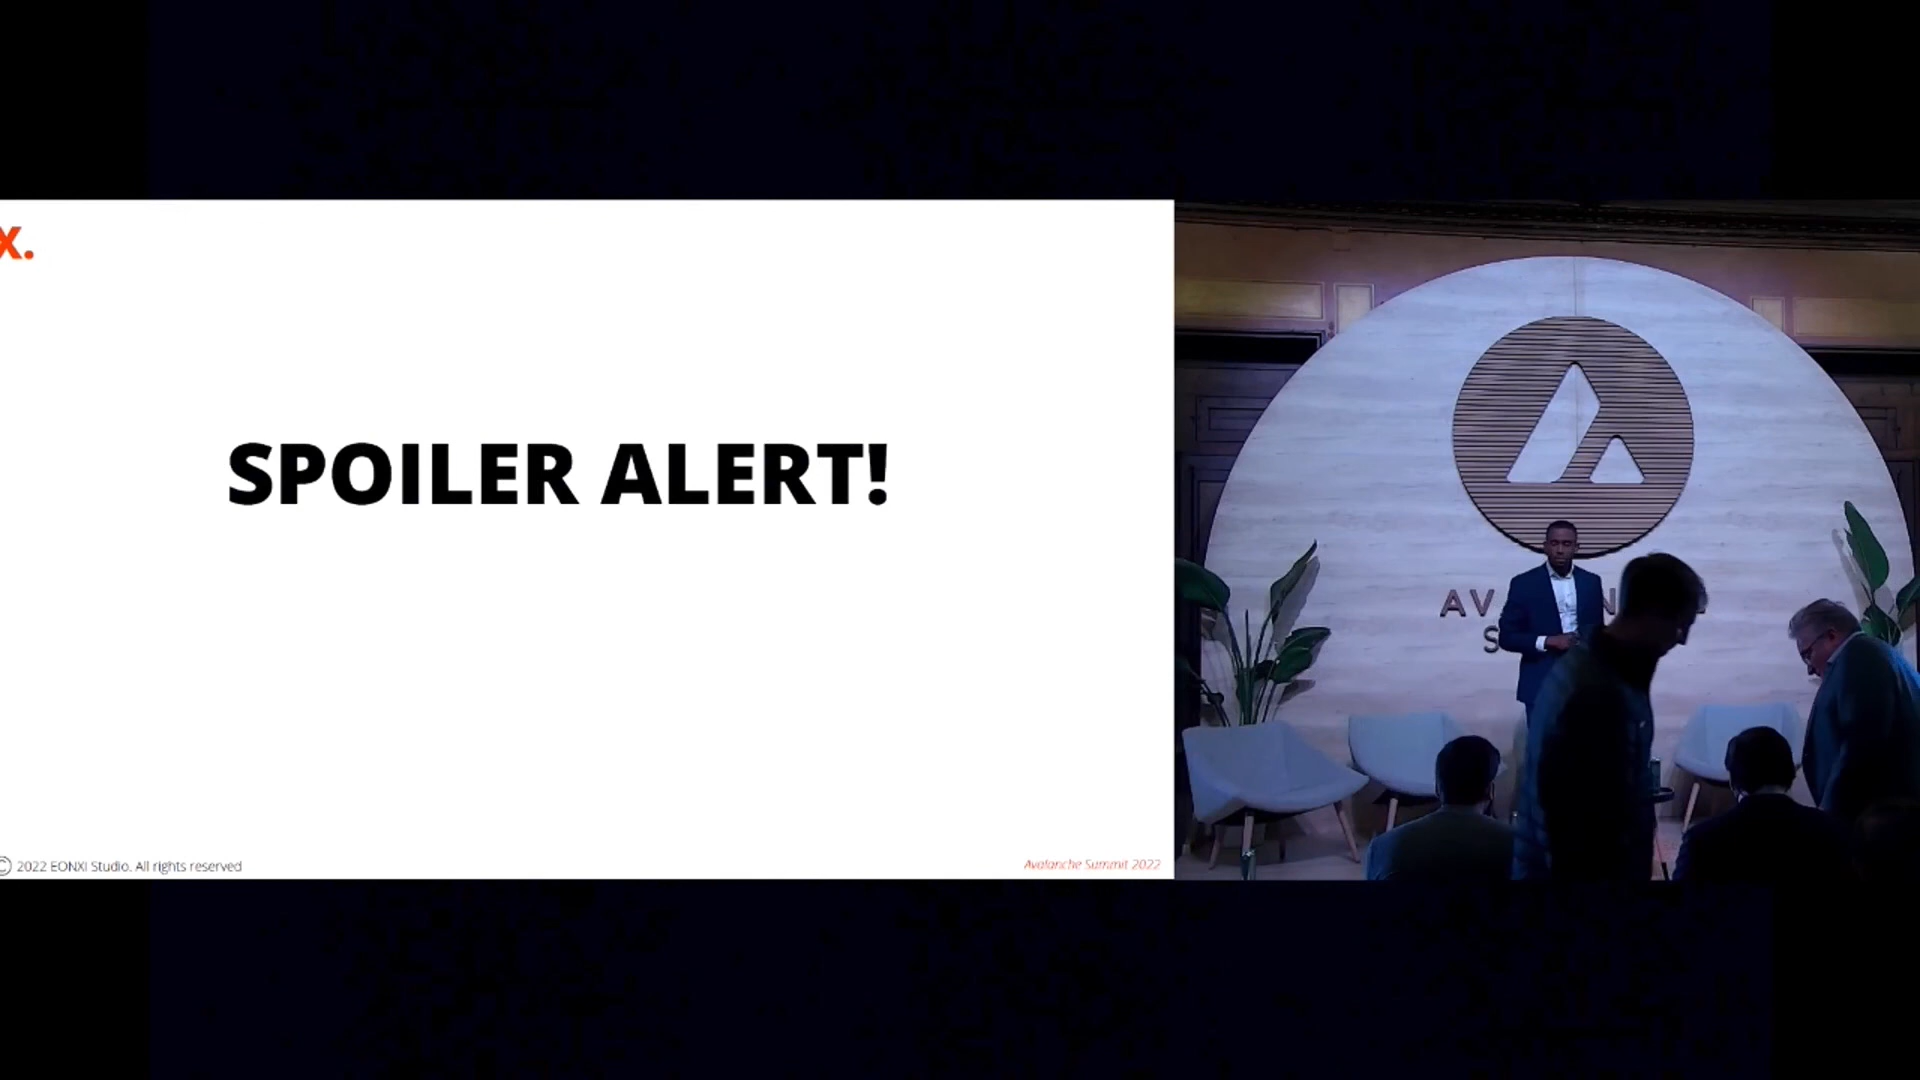 X.
SPOILER ALERT!
© 2022 EONXI Studio. All rights reserved
Avalanche Summit 2022